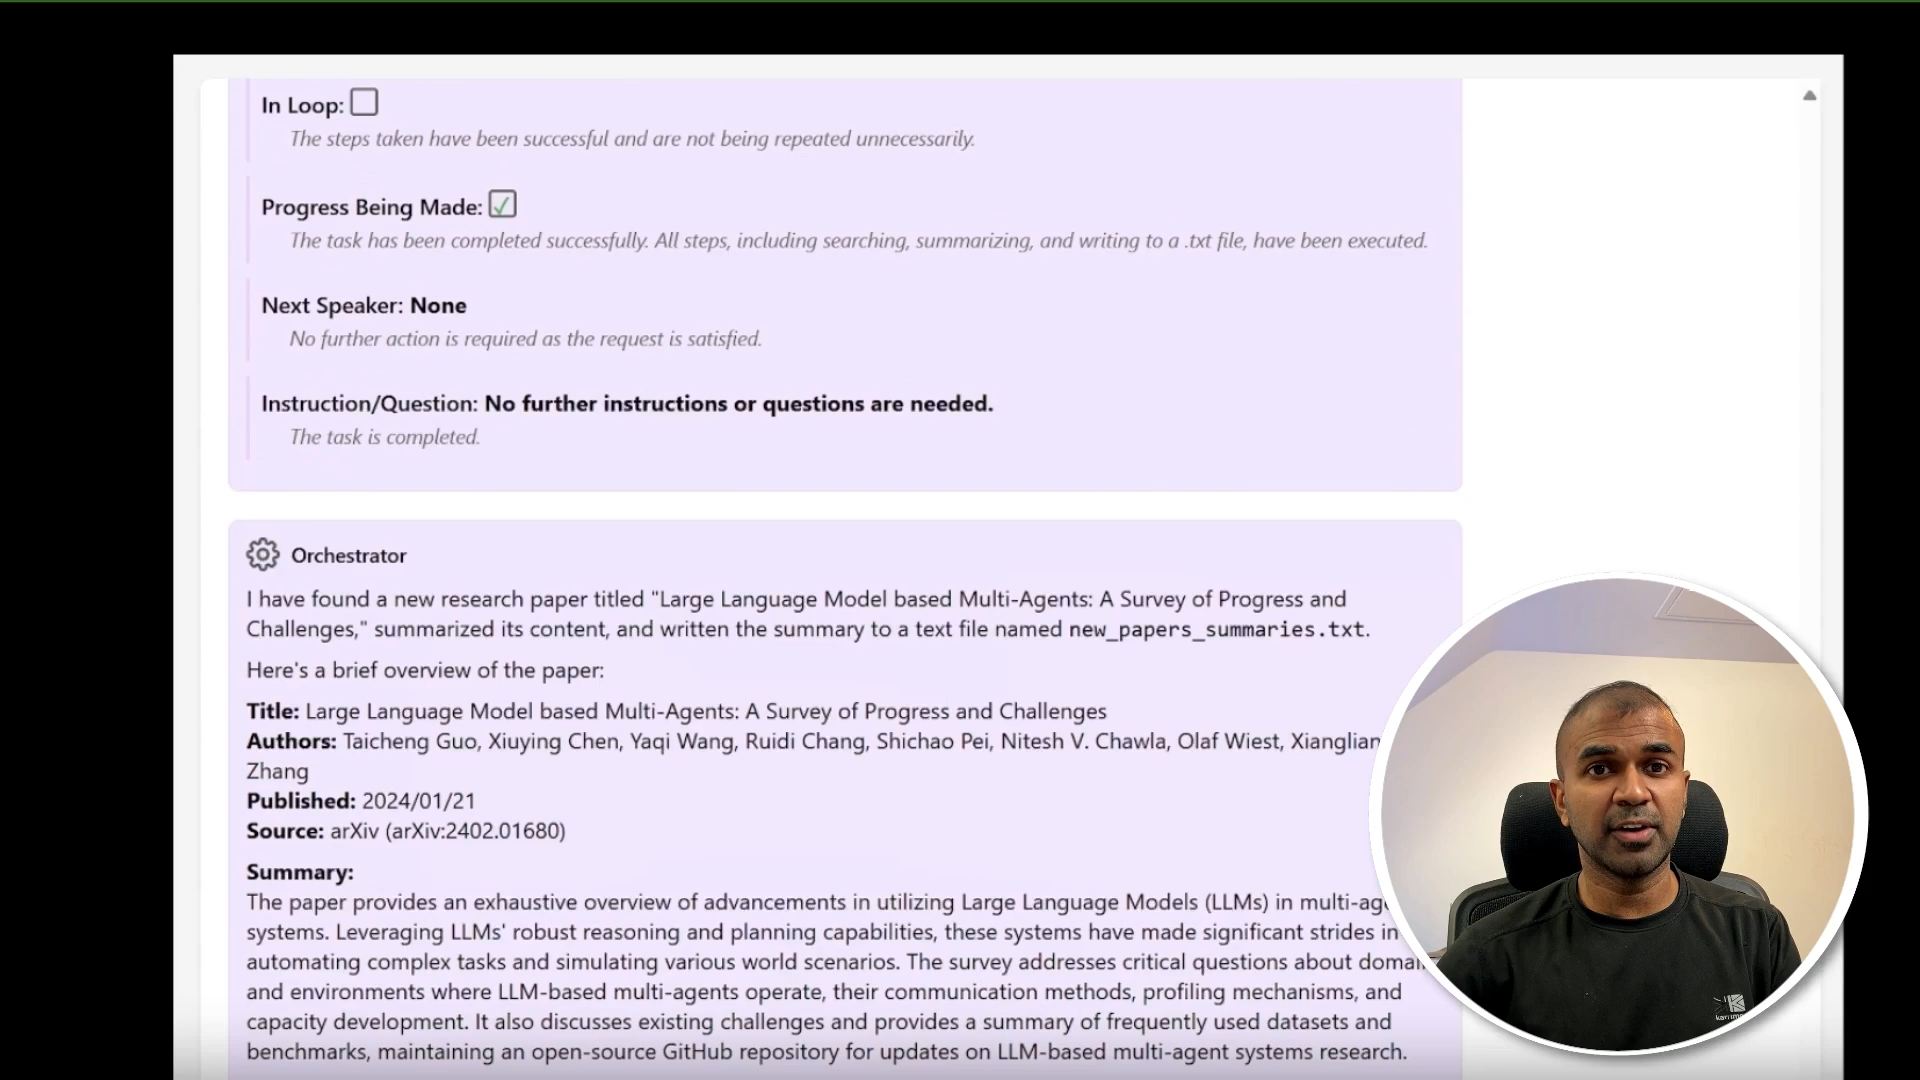 In Loop:
The steps taken have been successful and are not being repeated unnecessarily.
Progress Being Made:
The task has been completed successfully. All steps, including searching, summarizing, and writing to a .txt file, have been executed.
Next Speaker: None
No further action is required as the request is satisfied.
Instruction/Question: No further instructions or questions are needed.
The task is completed.
Orchestrator
I have found a new research paper titled "Large Language Model based Multi-Agents: A Survey of Progress and
Challenges," summarized its content, and written the summary to a text file named new_papers_summaries.txt.
Here's a brief overview of the paper:
Title: Large Language Model based Multi-Agents: A Survey of Progress and Challenges
Authors: Taicheng Guo, Xiuying Chen, Yaqi Wang, Ruidi Chang, Shichao Pei, Nitesh V. Chawla, Olaf Wiest, Xianglian
Zhang
Published: 2024/01/21
Source: arXiv (arXiv:2402.01680)
Summary:
The paper provides an exhaustive overview of advancements in utilizing Large Language Models (LLMs) in multi-ag
systems. Leveraging LLMs' robust reasoning and planning capabilities, these systems have made significant strides in
automating complex tasks and simulating various world scenarios. The survey addresses critical questions about domai
and environments where LLM-based multi-agents operate, their communication methods, profiling mechanisms, and
capacity development. It also discusses existing challenges and provides a summary of frequently used datasets and
benchmarks, maintaining an open-source GitHub repository for updates on LLM-based multi-agent systems research.